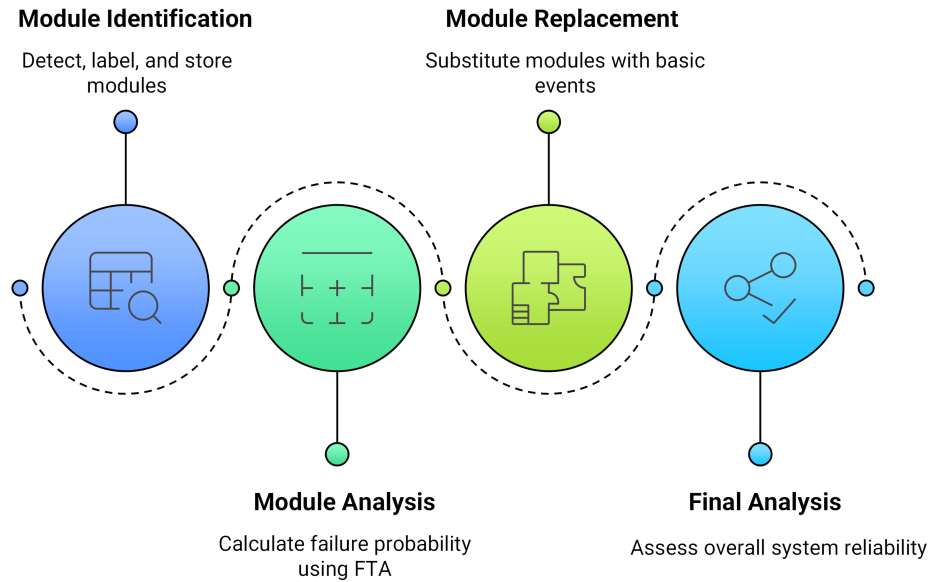 Module Identification
Detect, label, and store
modules
Module Replacement
Substitute modules with basic
events
Module Analysis
Calculate failure probability
using FTA
Final Analysis
Assess overall system reliability